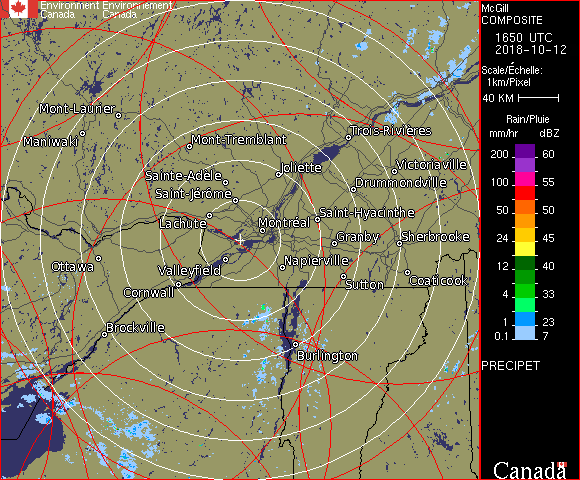 Environment Environnement
Canada Canada
Mont-Laurier
Maniwaki
Mont-Tremblant
Trois-Rivières
Joliette
Victoriaville
Sainte-Adèle
Drummondville
Saint-Jérôme
Lachute
Montréal
Saint-Hyacinthe
Granby
Sherbrooke
Ottawa
Valleyfield
Napierville
Cornwall
Sutton
Coaticook
Brockville
Burlington
McGill
COMPOSITE
1650 UTC
2018-10-12
Scale/Échelle:
1km/Pixel
40 KM
Rain/Pluie
mm/hr dBZ
200 60
150 57
100 55
50 50
24 45
12 40
4 33
1 23
0.1 7
PRECIPET
Canada